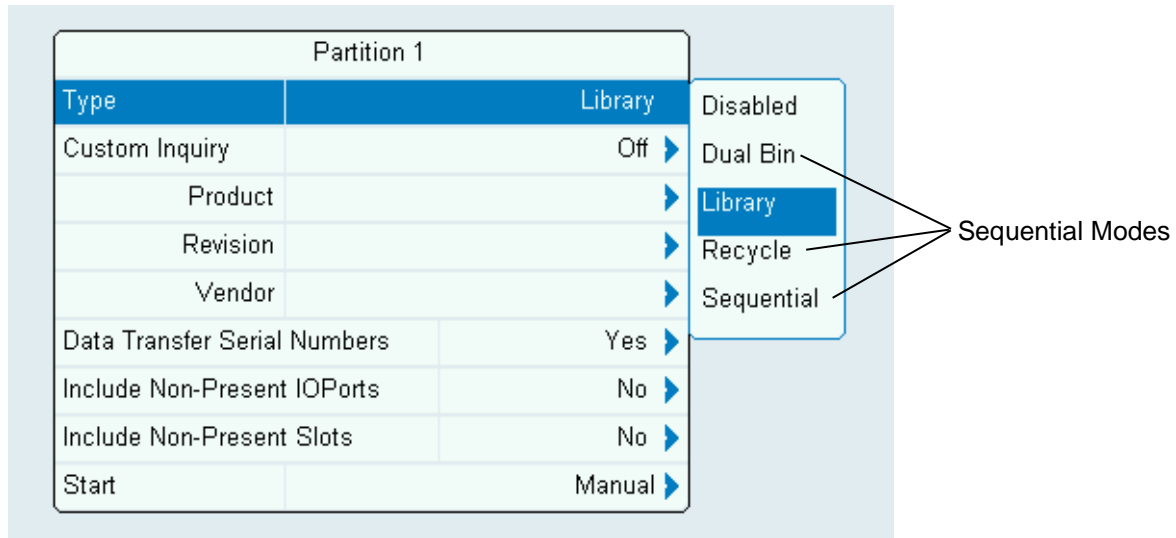 Partition 1
Type Library
Custom Inquiry Off
Product
Revision
Vendor
Data Transfer Serial Numbers Yes
Include Non-Present IOPorts No
Include Non-Present Slots No
Start Manual
Disabled
Dual Bin
Library
Recycle
Sequential
Sequential Modes